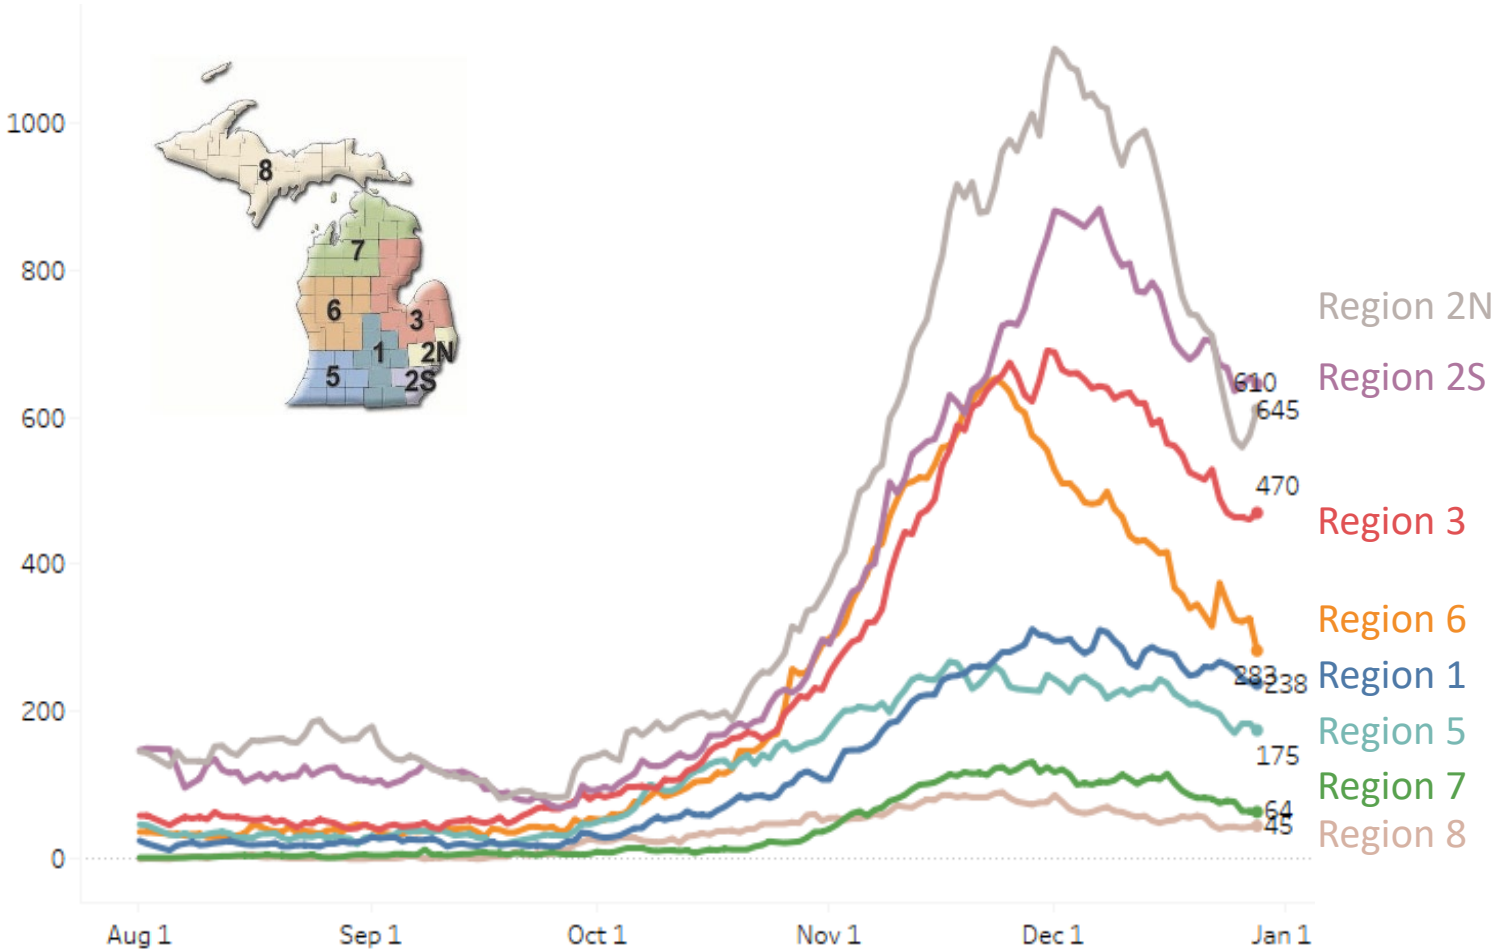 1000
800
600
400
200
0
8
7
6
3
1
2N
5
2S
610
645
470
283
238
175
64
45
Region 2N
Region 2S
Region 3
Region 6
Region 1
Region 5
Region 7
Region 8
Aug 1
Sep 1
Oct 1
Nov 1
Dec 1
Jan 1